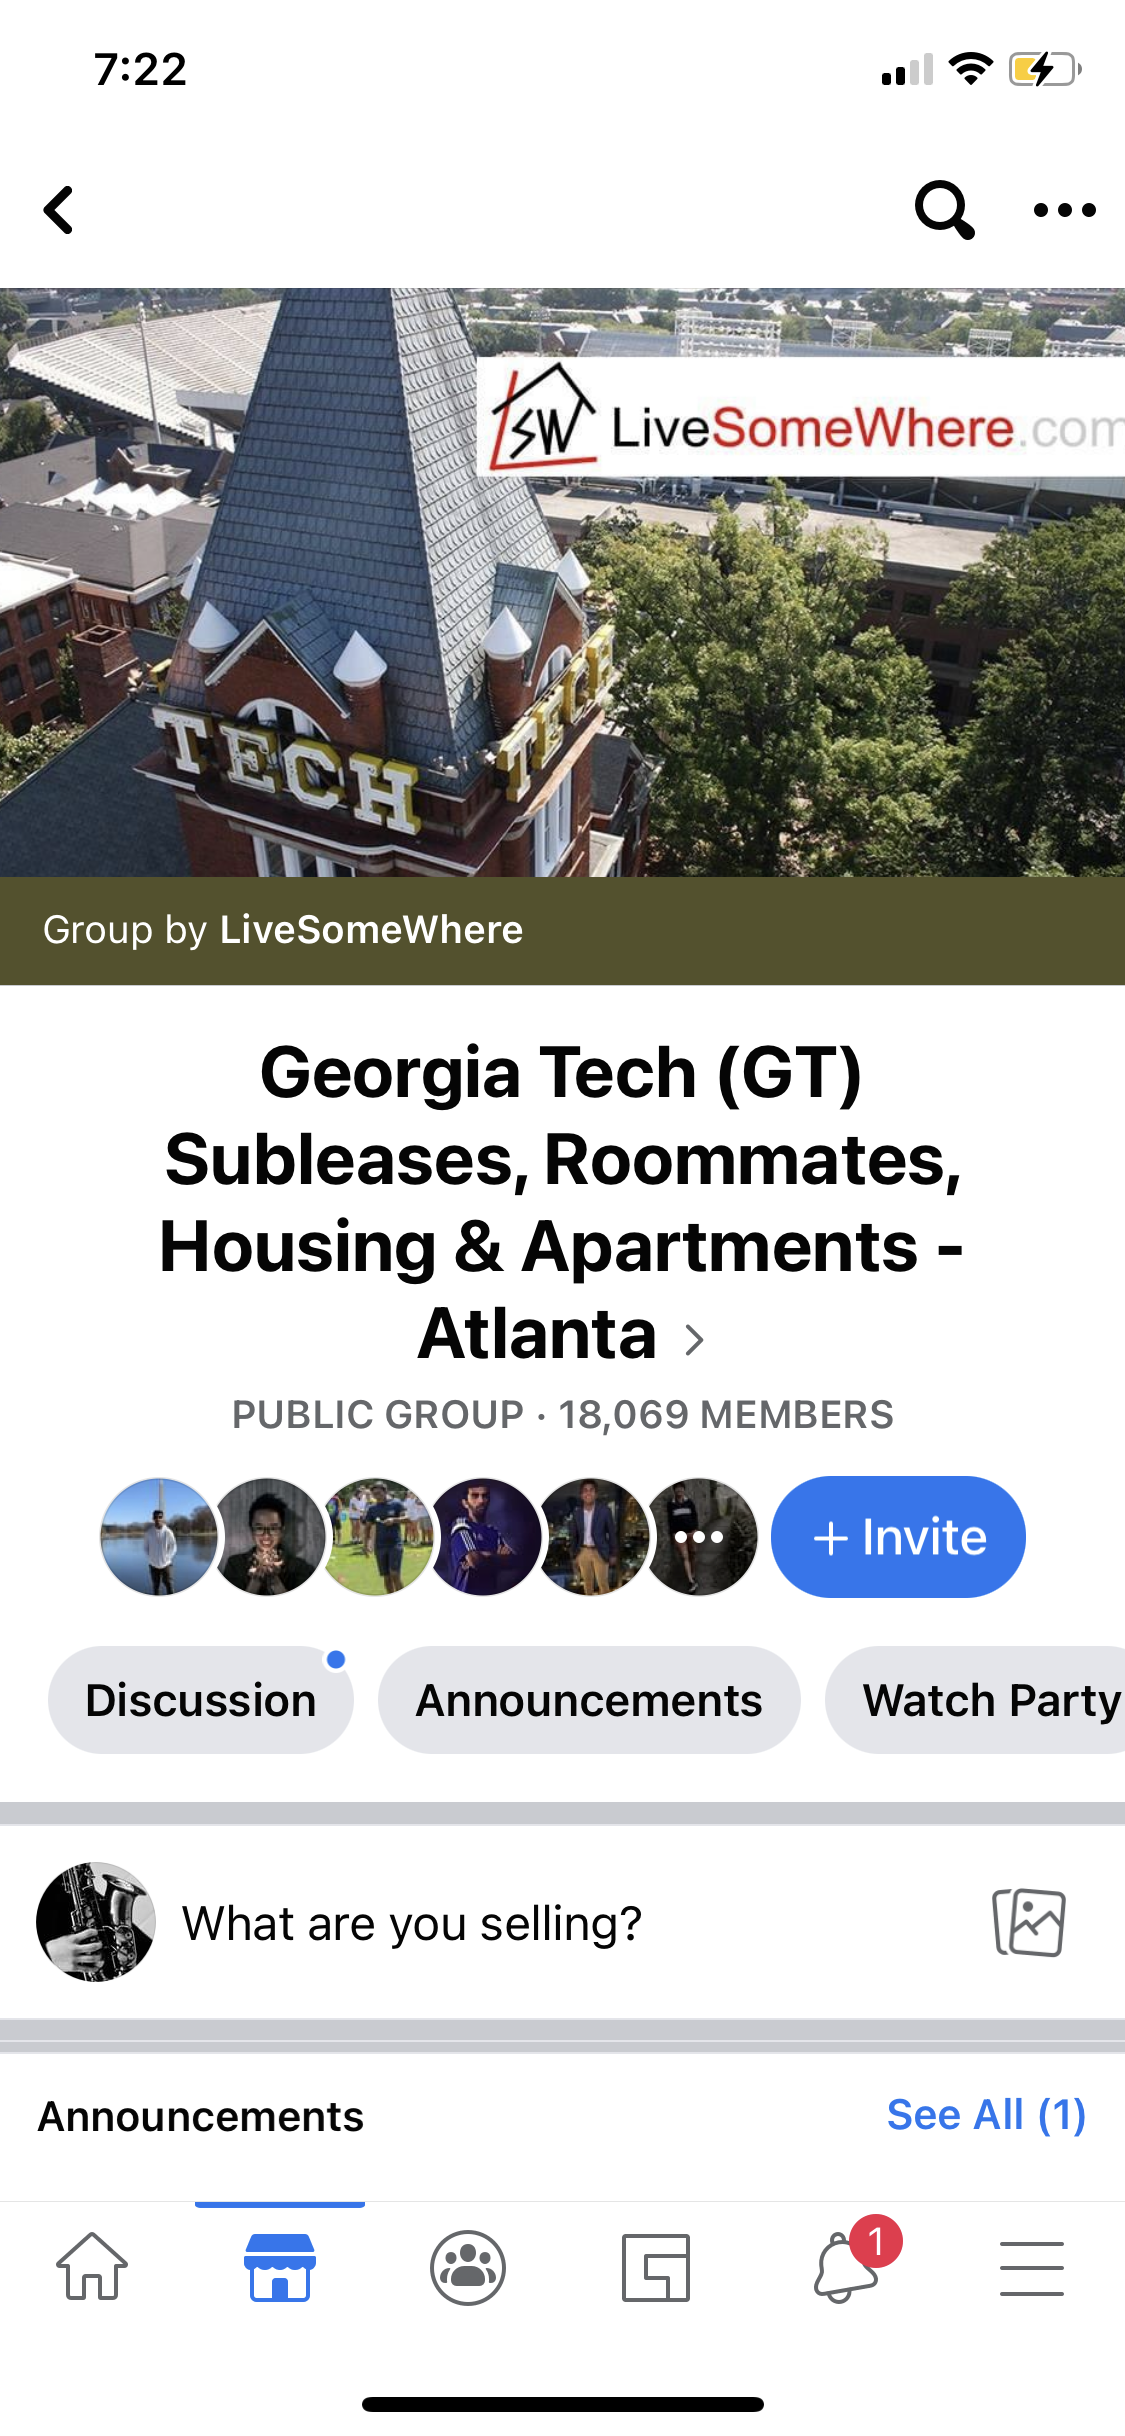 7:22
SW LiveSomeWhere.com
TECH TECH
Group by LiveSomeWhere
Georgia Tech (GT)
Subleases, Roommates,
Housing & Apartments -
Atlanta >
PUBLIC GROUP · 18,069 MEMBERS
+ Invite
Discussion Announcements Watch Party
What are you selling?
Announcements See All (1)
1